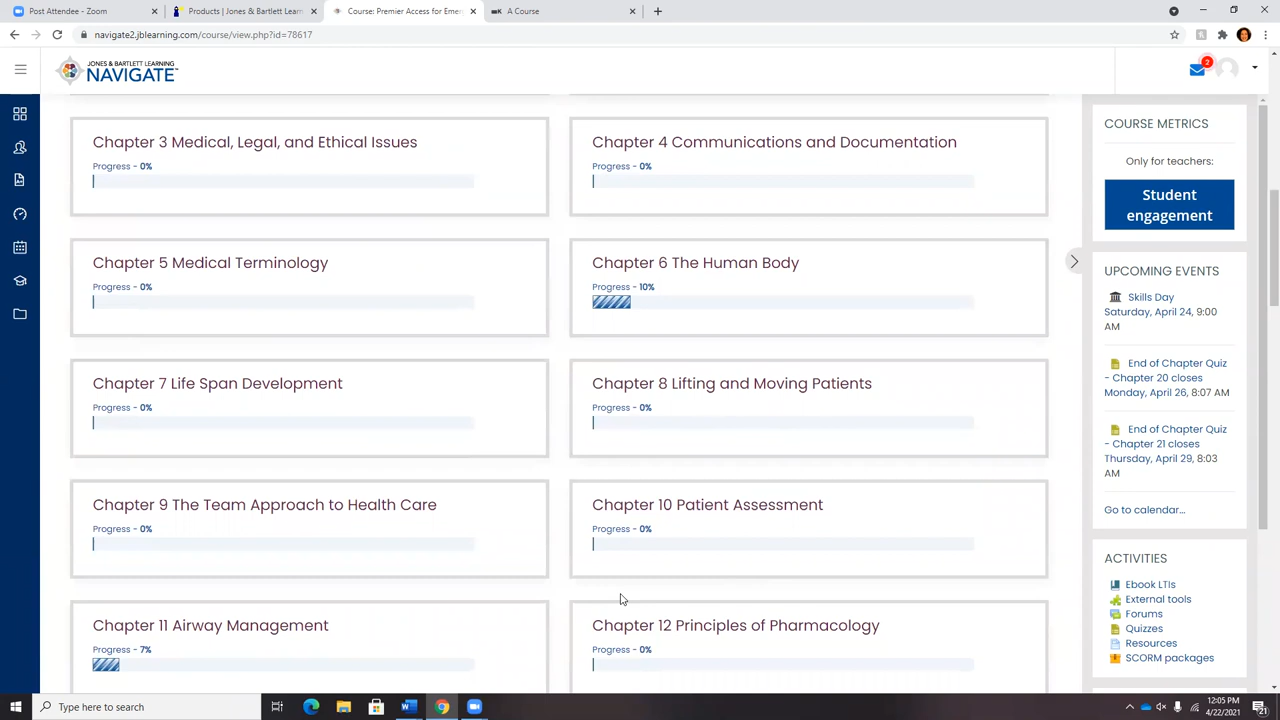 Post Attendee - Zoom
Products | Jones & Bartlett Learn
Course: Premier Access for Emer
A Course
navigate2.jblearning.com/course/view.php?id=78617
JONES & BARTLETT LEARNING
NAVIGATE
2
Chapter 3 Medical, Legal, and Ethical Issues
Progress - 0%
Chapter 4 Communications and Documentation
Progress - 0%
Chapter 5 Medical Terminology
Progress - 0%
Chapter 6 The Human Body
Progress - 10%
Chapter 7 Life Span Development
Progress - 0%
Chapter 8 Lifting and Moving Patients
Progress - 0%
Chapter 9 The Team Approach to Health Care
Progress - 0%
Chapter 10 Patient Assessment
Progress - 0%
Chapter 11 Airway Management
Progress - 7%
Chapter 12 Principles of Pharmacology
Progress - 0%
COURSE METRICS
Only for teachers:
Student
engagement
UPCOMING EVENTS
Skills Day
Saturday, April 24, 9:00
AM
End of Chapter Quiz
- Chapter 20 closes
Monday, April 26, 8:07 AM
End of Chapter Quiz
- Chapter 21 closes
Thursday, April 29, 8:03
AM
Go to calendar...
ACTIVITIES
Ebook LTIs
External tools
Forums
Quizzes
Resources
SCORM packages
Type here to search
12:05 PM
4/22/2021
21